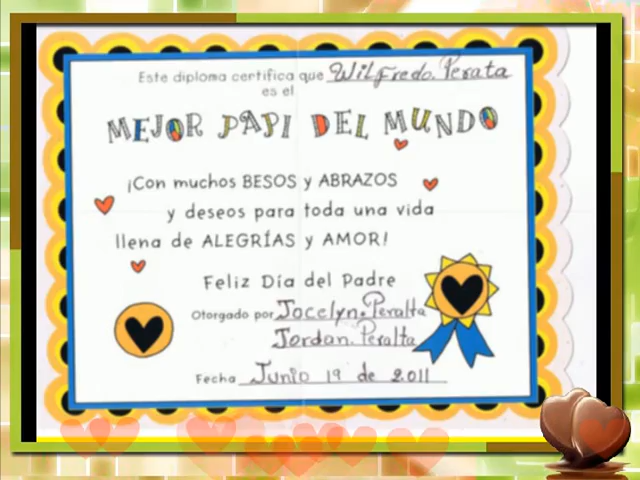 Este diploma certifica que Wilfredo. Perata
es el
MEJOR PAPI DEL MUNDO
¡Con muchos BESOS y ABRAZOS
y deseos para toda una vida
llena de ALEGRÍAS y AMOR!
Feliz Día del Padre
Otorgado por Jocelyn. Peralta
Jordan. Peralta
Fecha Junio 19 de 2011